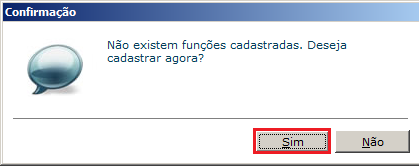 Confirmação
Não existem funções cadastradas. Deseja
cadastrar agora?
Sim
Não